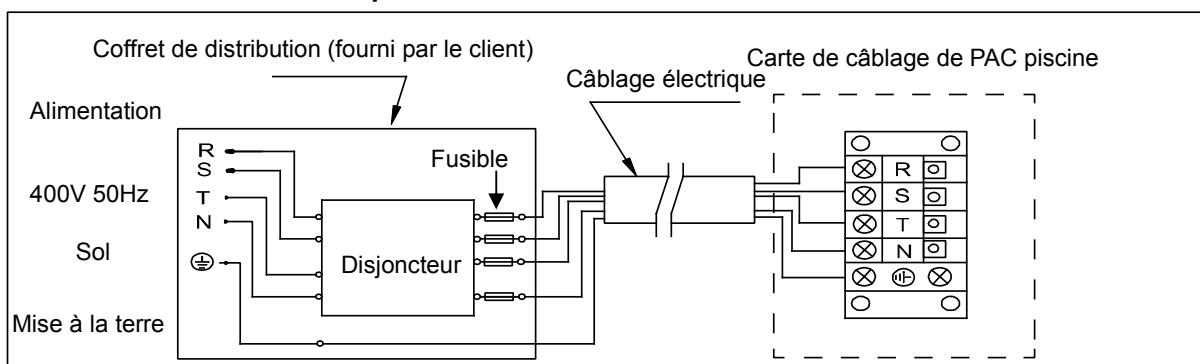 Coffret de distribution (fourni par le client)
Câblage électrique
Carte de câblage de PAC piscine
Alimentation
400V 50Hz
Sol
Mise à la terre
R
S
T
N
Fusible
Disjoncteur
R
S
T
N